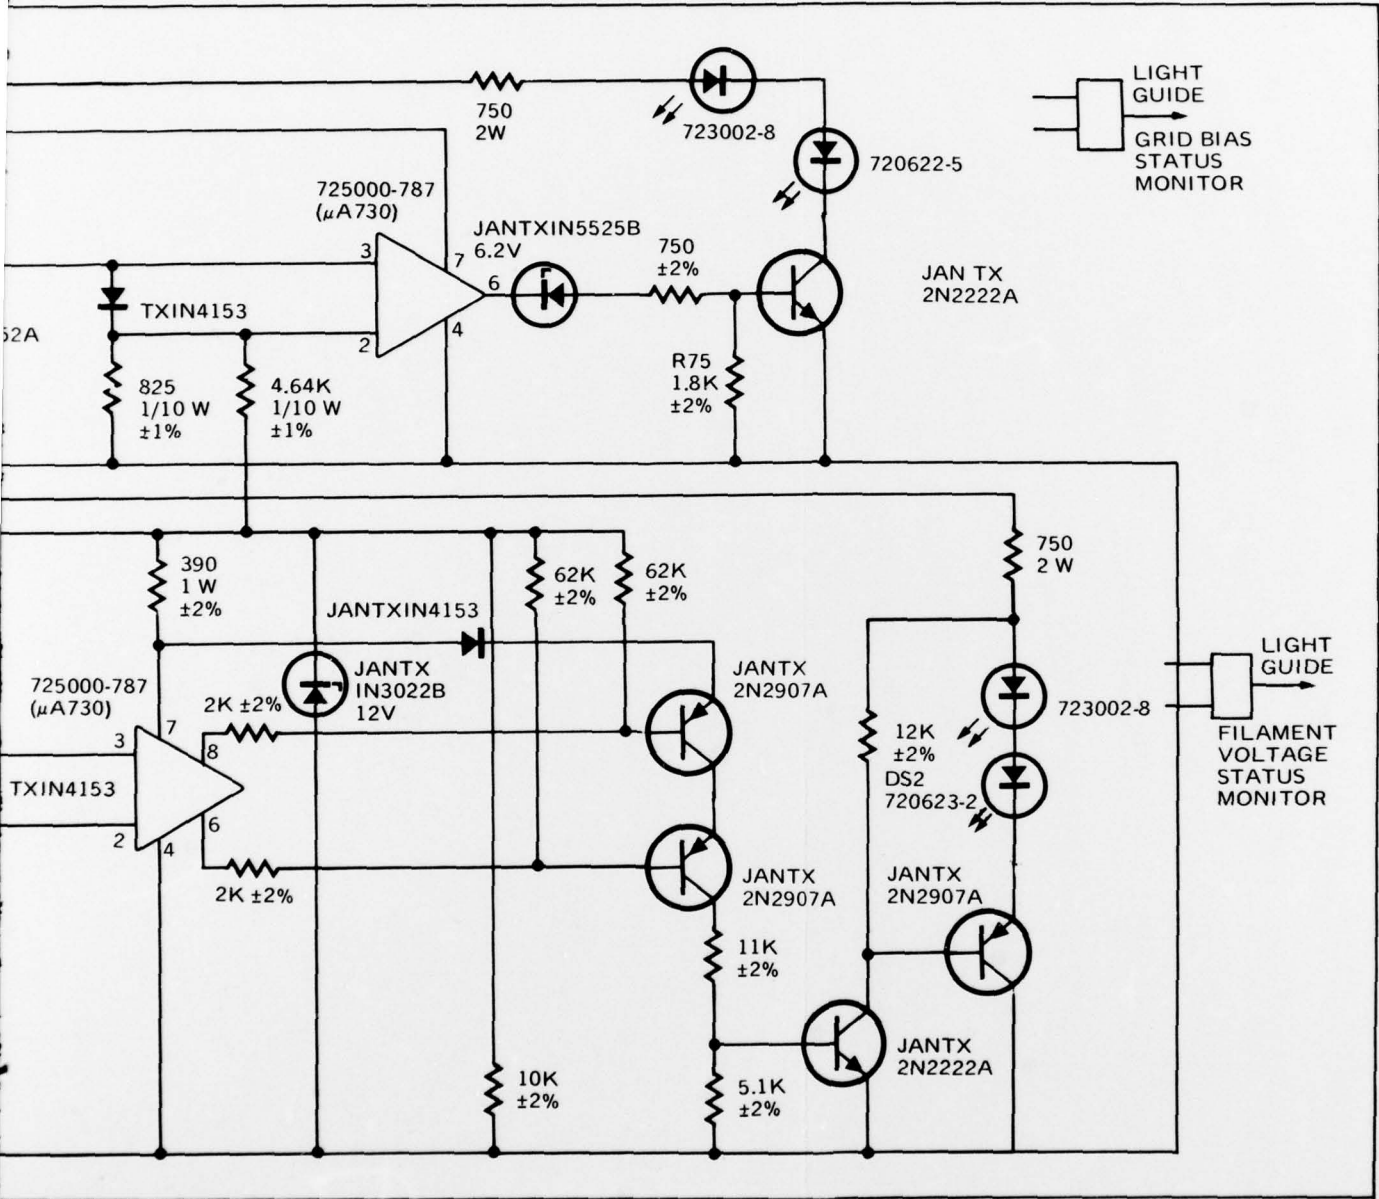 750
2W
723002-8
720622-5
LIGHT
GUIDE
GRID BIAS
STATUS
MONITOR
725000-787
(μA730)
JANTXIN5525B
6.2V
3
7
6
2
4
750
±2%
JAN TX
2N2222A
TXIN4153
52A
825
1/10 W
±1%
4.64K
1/10 W
±1%
R75
1.8K
±2%
390
1 W
±2%
JANTXIN4153
62K
±2%
62K
±2%
750
2 W
725000-787
(μA730)
2K ±2%
JANTX
IN3022B
12V
JANTX
2N2907A
723002-8
LIGHT
GUIDE
FILAMENT
VOLTAGE
STATUS
MONITOR
3
7
8
TXIN4153
2
6
4
2K ±2%
12K
±2%
DS2
720623-2
JANTX
2N2907A
JANTX
2N2907A
11K
±2%
10K
±2%
5.1K
±2%
JANTX
2N2222A